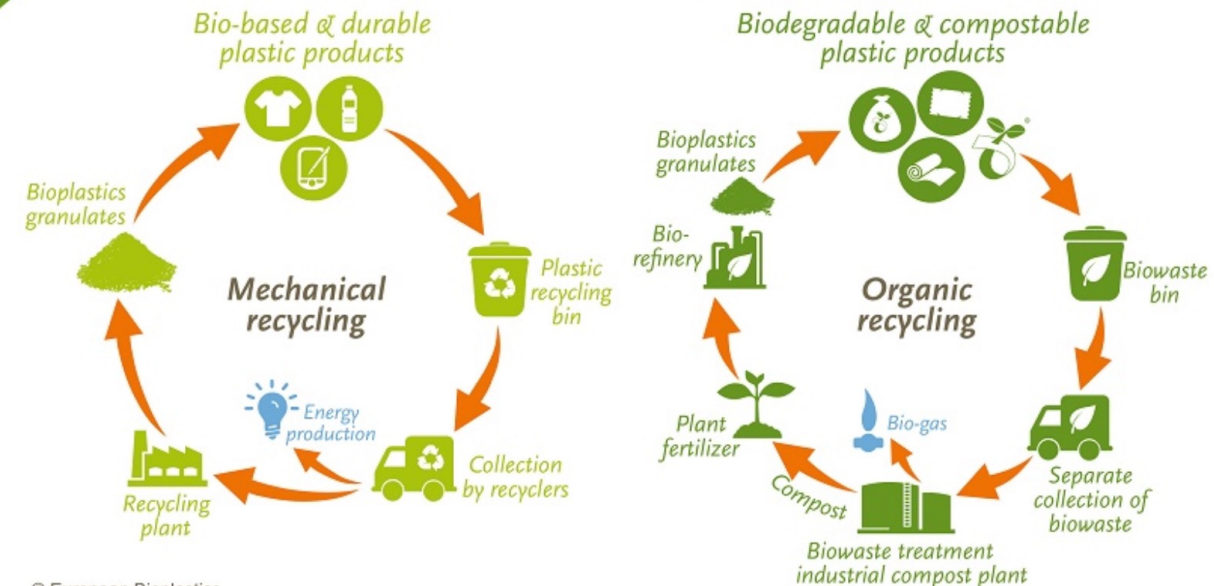 Bio-based & durable
plastic products
Bioplastics
granulates
Mechanical
recycling
Plastic
recycling
bin
Energy
production
Collection
by recyclers
Recycling
plant
Biodegradable & compostable
plastic products
Bioplastics
granulates
Bio-
refinery
Organic
recycling
Biowaste
bin
Plant
fertilizer
Bio-gas
Compost
Separate
collection of
biowaste
Biowaste treatment
industrial compost plant